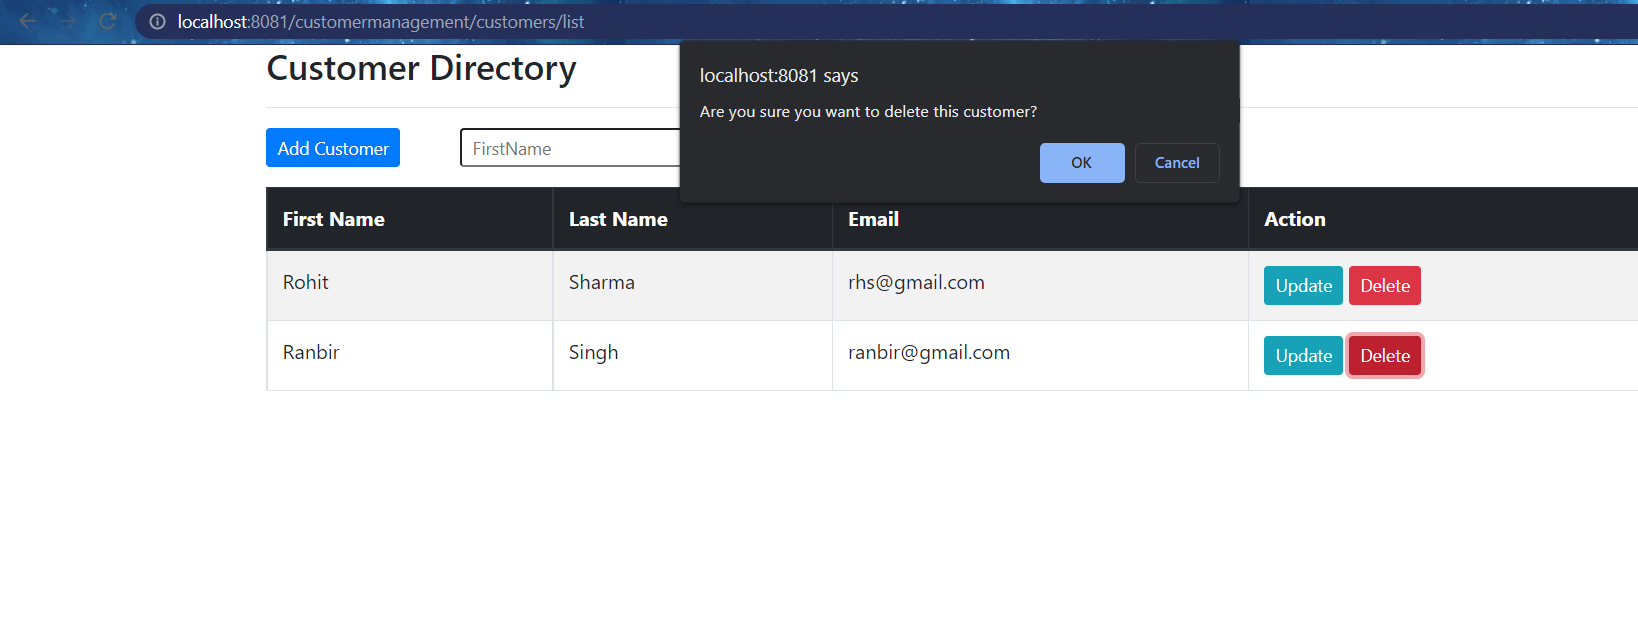 localhost:8081/customermanagement/customers/list
Customer Directory
localhost:8081 says
Are you sure you want to delete this customer?
OK Cancel
Add Customer FirstName
First Name Last Name Email Action
Rohit Sharma rhs@gmail.com Update Delete
Ranbir Singh ranbir@gmail.com Update Delete